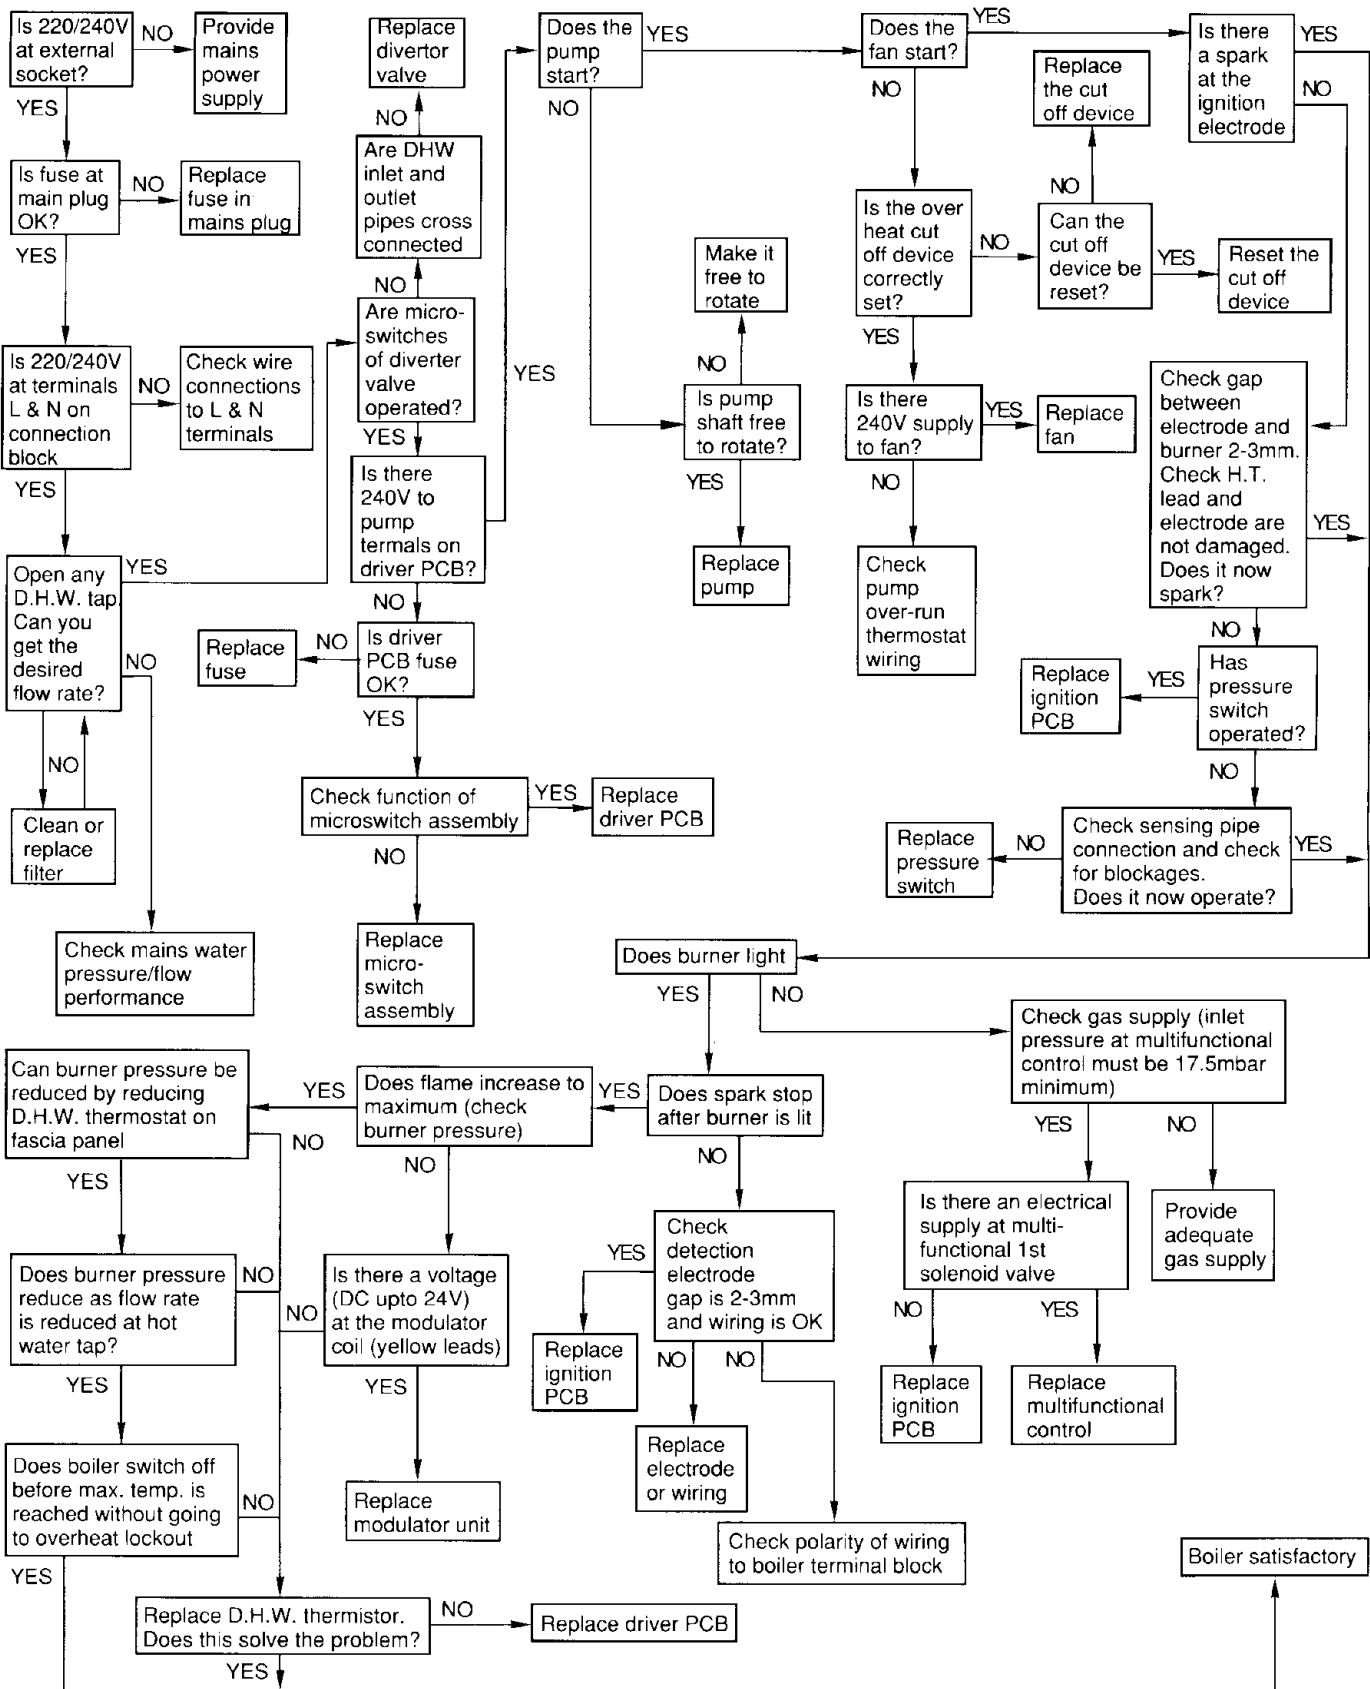 Is 220/240V
at external
socket?
NO
Provide
mains
power
supply
YES
Is fuse at
main plug
OK?
NO
Replace
fuse in
mains plug
YES
Is 220/240V
at terminals
L & N on
connection
block
NO
Check wire
connections
to L & N
terminals
YES
Open any
D.H.W. tap
Can you
get the
desired
flow rate?
YES
NO
NO
Clean or
replace
filter
Check mains water
pressure/flow
performance
Replace
divertor
valve
NO
Are DHW
inlet and
outlet
pipes cross
connected
NO
Are micro-
switches
of diverter
valve
operated?
YES
Is there
240V to
pump
termals on
driver PCB?
YES
NO
Is driver
PCB fuse
OK?
NO
Replace
fuse
YES
Check function of
microswitch assembly
YES
Replace
driver PCB
NO
Replace
micro-
switch
assembly
Does the
pump
start?
YES
NO
Make it
free to
rotate
NO
Is pump
shaft free
to rotate?
YES
Replace
pump
Does the
fan start?
YES
NO
Is the over
heat cut
off device
correctly
set?
NO
Can the
cut off
device be
reset?
NO
Replace
the cut
off device
YES
Reset the
cut off
device
YES
Is there
240V supply
to fan?
YES
Replace
fan
NO
Check
pump
over-run
thermostat
wiring
Is there
a spark
at the
ignition
electrode
YES
NO
Check gap
between
electrode and
burner 2-3mm.
Check H.T.
lead and
electrode are
not damaged.
Does it now
spark?
YES
NO
Has
pressure
switch
operated?
YES
Replace
ignition
PCB
NO
Check sensing pipe
connection and check
for blockages.
Does it now operate?
YES
NO
Replace
pressure
switch
Does burner light
YES
NO
Check gas supply (inlet
pressure at multifunctional
control must be 17.5mbar
minimum)
YES
NO
Provide
adequate
gas supply
Is there an electrical
supply at multi-
functional 1st
solenoid valve
NO
YES
Replace
ignition
PCB
Replace
multifunctional
control
Does spark stop
after burner is lit
YES
NO
Check
detection
electrode
gap is 2-3mm
and wiring is OK
YES
Replace
ignition
PCB
NO
NO
Replace
electrode
or wiring
Check polarity of wiring
to boiler terminal block
Does flame increase to
maximum (check
burner pressure)
YES
NO
Is there a voltage
(DC upto 24V)
at the modulator
coil (yellow leads)
NO
YES
Replace
modulator unit
Can burner pressure be
reduced by reducing
D.H.W. thermostat on
fascia panel
NO
YES
Does burner pressure
reduce as flow rate
is reduced at hot
water tap?
NO
YES
Does boiler switch off
before max. temp. is
reached without going
to overheat lockout
NO
YES
Replace D.H.W. thermistor.
Does this solve the problem?
NO
Replace driver PCB
YES
Boiler satisfactory